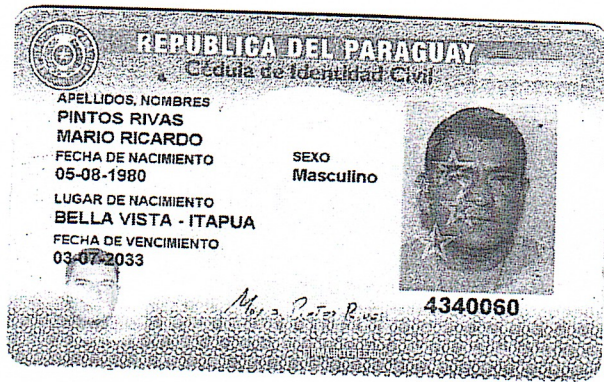 REPUBLICA DEL PARAGUAY
Cédula de Identidad Civil
APELLIDOS, NOMBRES
PINTOS RIVAS
MARIO RICARDO
FECHA DE NACIMIENTO
05-08-1980
SEXO
Masculino
LUGAR DE NACIMIENTO
BELLA VISTA - ITAPUA
FECHA DE VENCIMIENTO
03-07-2033
4340060